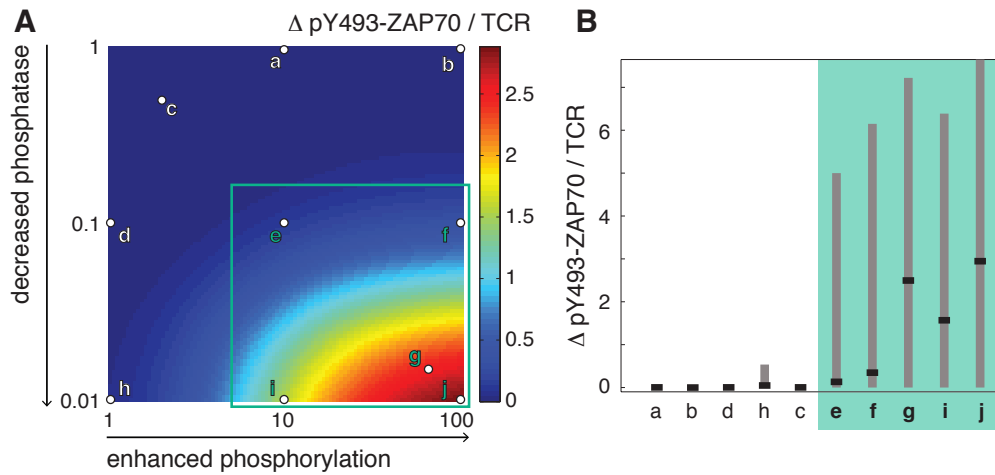 A
Δ pY493-ZAP70 / TCR
decreased phosphatase
1
0.1
0.01
a
b
c
d
e
f
g
h
i
j
1
10
100
enhanced phosphorylation
2.5
2
1.5
1
0.5
0
B
Δ pY493-ZAP70 / TCR
6
4
2
0
a b d h c e f g i j